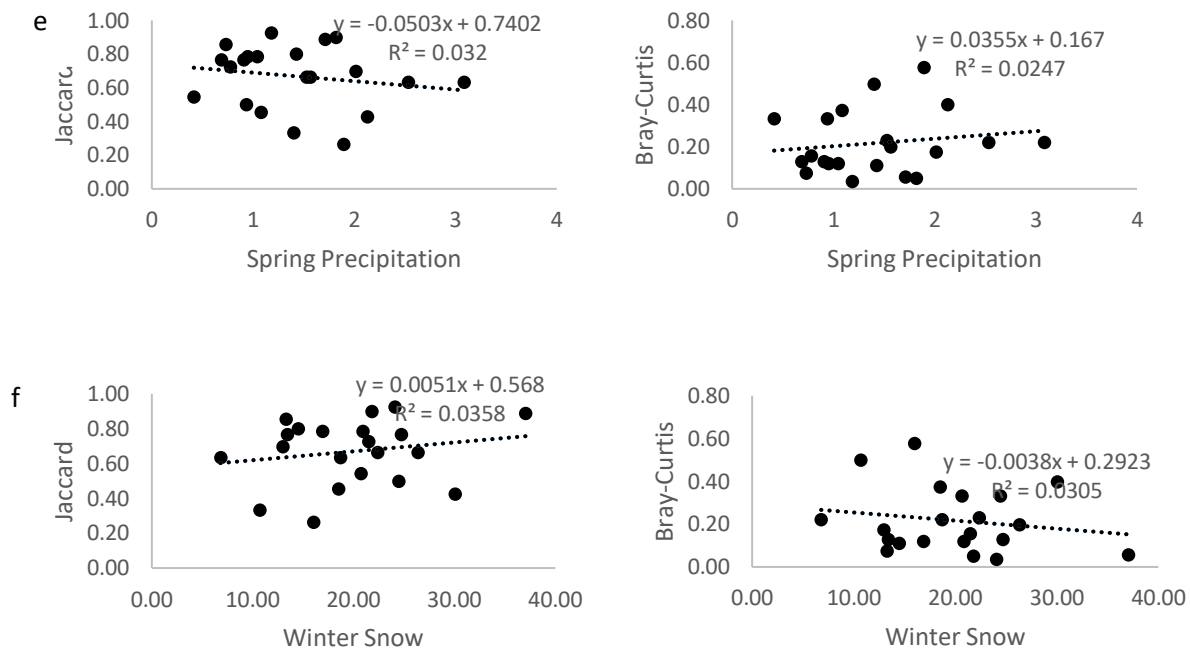 e
1.00
0.80
0.60
0.40
0.20
0.00
Jaccard
y = -0.0503x + 0.7402
R² = 0.032
0 1 2 3 4
Spring Precipitation
0.80
0.60
0.40
0.20
0.00
Bray-Curtis
y = 0.0355x + 0.167
R² = 0.0247
0 1 2 3 4
Spring Precipitation
f
1.00
0.80
0.60
0.40
0.20
0.00
Jaccard
y = 0.0051x + 0.568
R² = 0.0358
0.00 10.00 20.00 30.00 40.00
Winter Snow
0.80
0.60
0.40
0.20
0.00
Bray-Curtis
y = -0.0038x + 0.2923
R² = 0.0305
0.00 10.00 20.00 30.00 40.00
Winter Snow